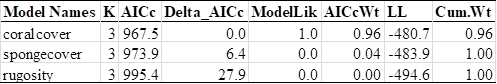 Model Names K AICc Delta_AICc ModelLik AICcWt LL Cum.Wt
coral cover 3 967.5 0.0 1.0 0.96 -480.7 0.96
spongecover 3 973.9 6.4 0.0 0.04 -483.9 1.00
rugosity 3 995.4 27.9 0.0 0.00 -494.6 1.00